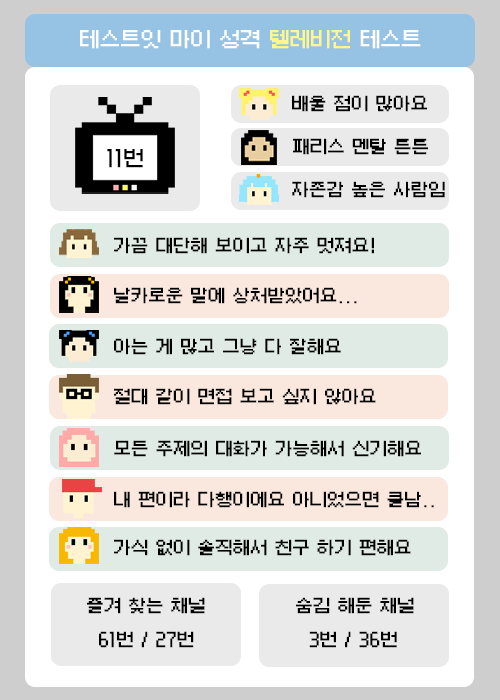 테스트잇 마이 성격 텔레비전 테스트
11번
배울 점이 많아요
패리스 멘탈 튼튼
자존감 높은 사람임
가끔 대단해 보이고 자주 멋져요!
날카로운 말에 상처받았어요...
아는 게 많고 그냥 다 잘해요
절대 같이 면접 보고 싶지 않아요
모든 주제의 대화가 가능해서 신기해요
내 편이라 다행이에요 아니었으면 쿨남..
가식 없이 솔직해서 친구 하기 편해요
즐겨 찾는 채널
숨김 해둔 채널
61번 / 27번
3번 / 36번